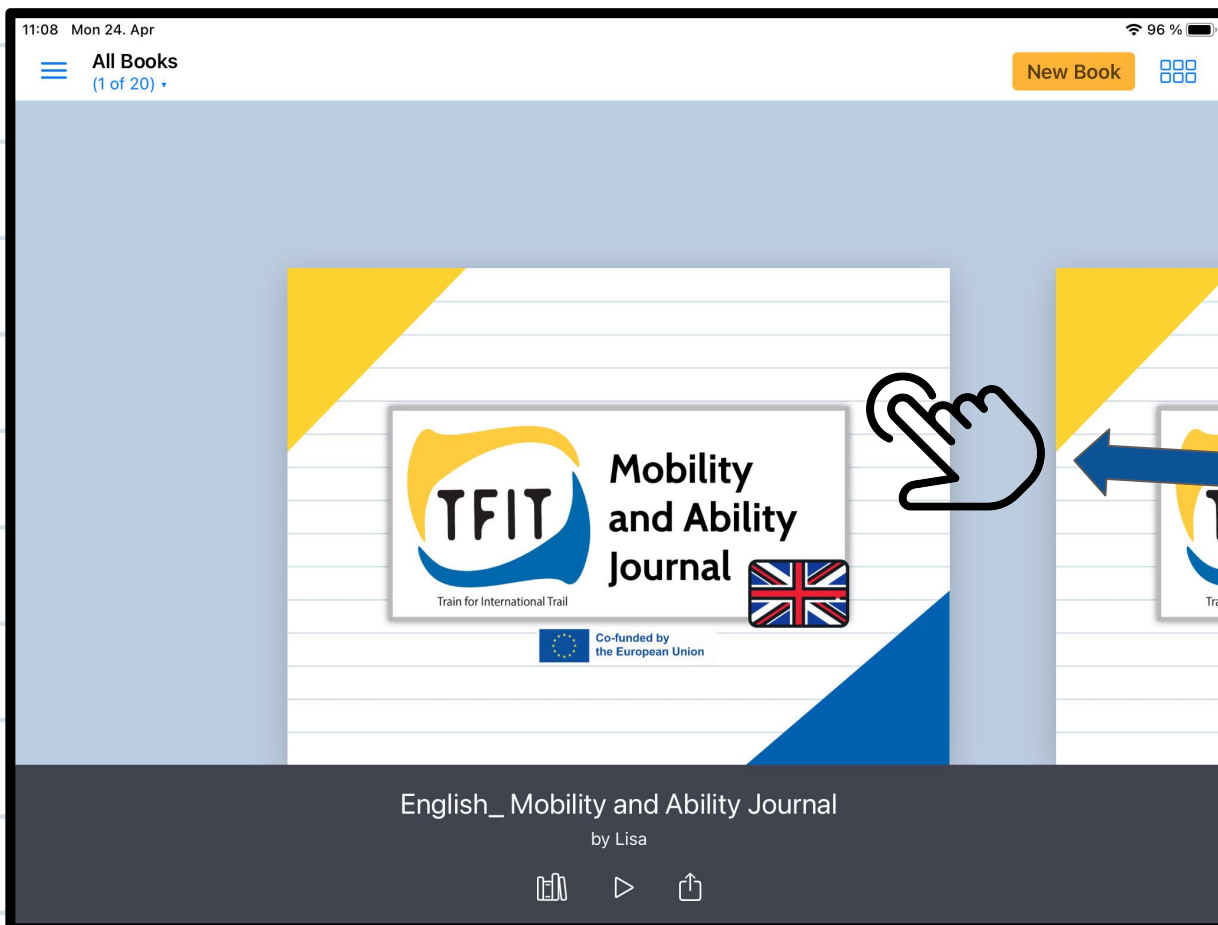 11:08 Mon 24. Apr
96 %
All Books
(1 of 20)
New Book
TFIT
Train for International Trail
Mobility
and Ability
Journal
Co-funded by
the European Union
T
Tra
English_ Mobility and Ability Journal
by Lisa